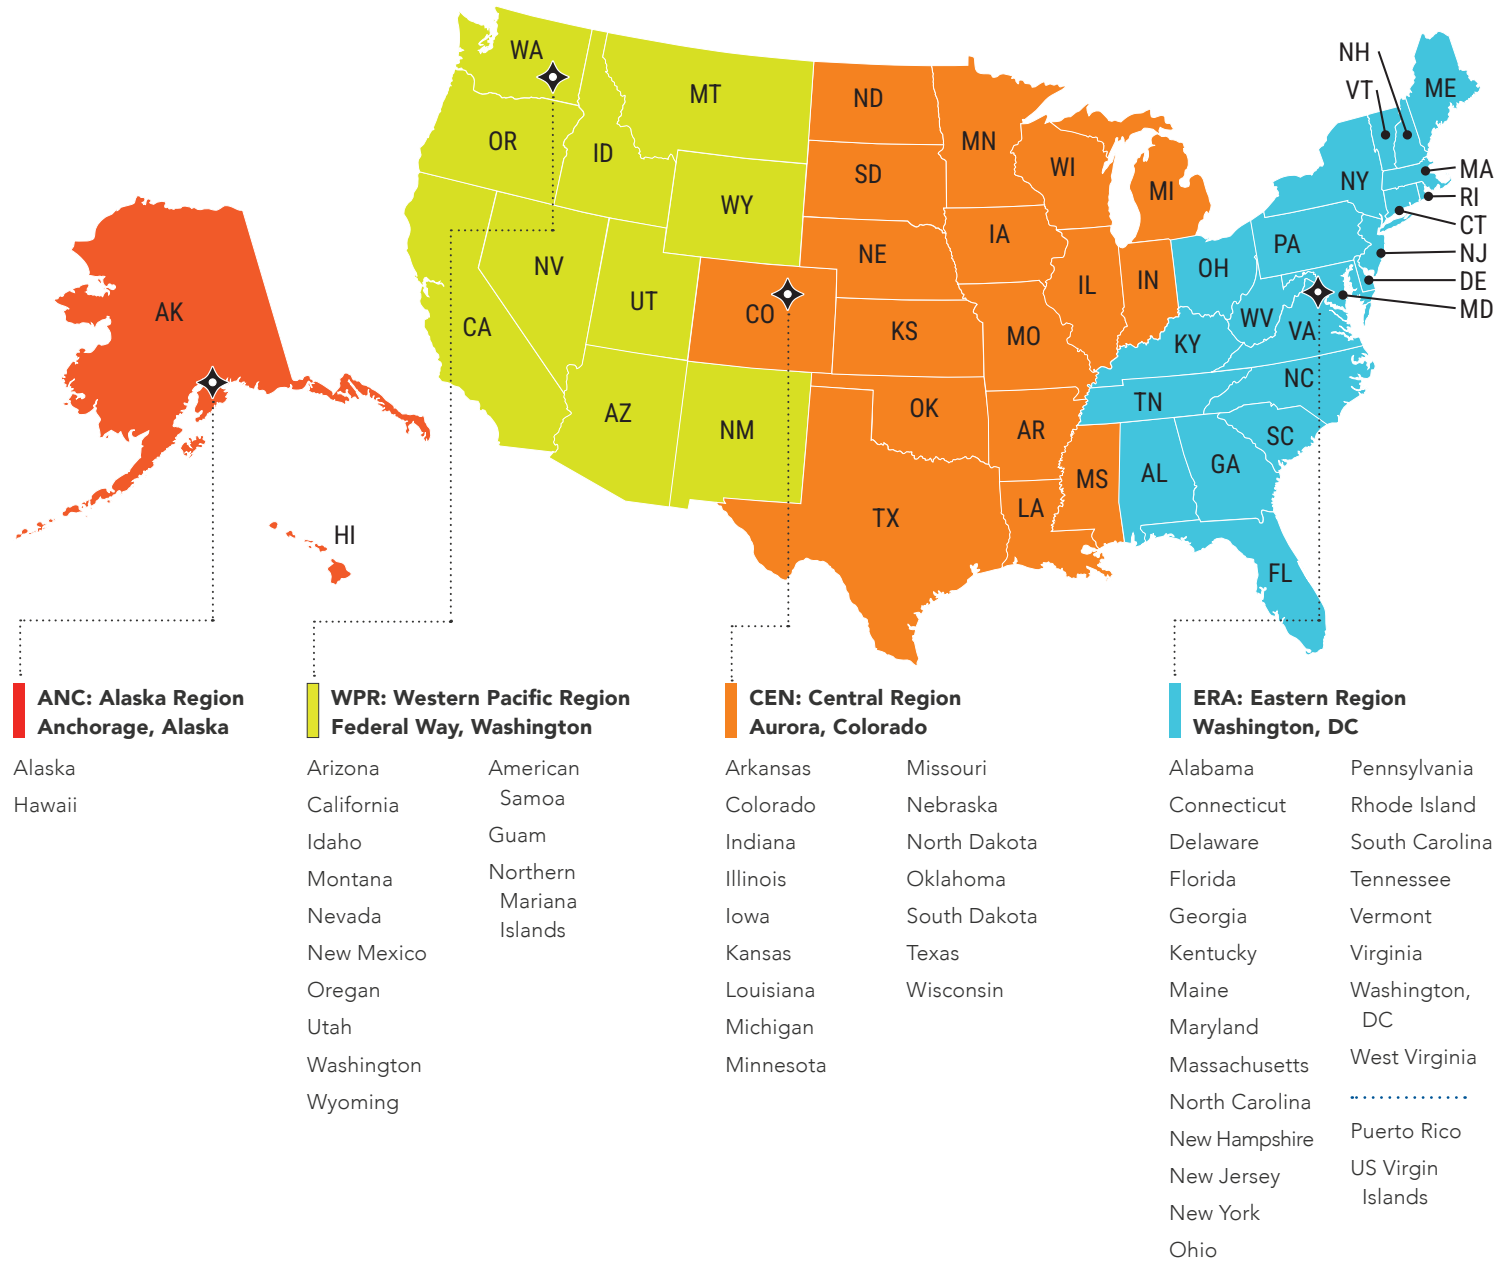 WA
MT
ND
MN
OR
ID
SD
WI
MI
NH
VT
ME
NY
MA
RI
CT
NJ
DE
MD
WY
IA
NE
PA
NV
UT
CO
IL
IN
OH
AK
CA
KS
MO
WV
VA
KY
AZ
NM
OK
AR
TN
NC
SC
MS
AL
GA
TX
LA
HI
FL
ANC: Alaska Region
Anchorage, Alaska
Alaska
Hawaii
WPR: Western Pacific Region
Federal Way, Washington
Arizona
California
Idaho
Montana
Nevada
New Mexico
Oregan
Utah
Washington
Wyoming
American
Samoa
Guam
Northern
Mariana
Islands
CEN: Central Region
Aurora, Colorado
Arkansas
Colorado
Indiana
Illinois
Iowa
Kansas
Louisiana
Michigan
Minnesota
Missouri
Nebraska
North Dakota
Oklahoma
South Dakota
Texas
Wisconsin
ERA: Eastern Region
Washington, DC
Alabama
Connecticut
Delaware
Florida
Georgia
Kentucky
Maine
Maryland
Massachusetts
North Carolina
New Hampshire
New Jersey
New York
Ohio
Pennsylvania
Rhode Island
South Carolina
Tennessee
Vermont
Virginia
Washington,
DC
West Virginia
Puerto Rico
US Virgin
Islands